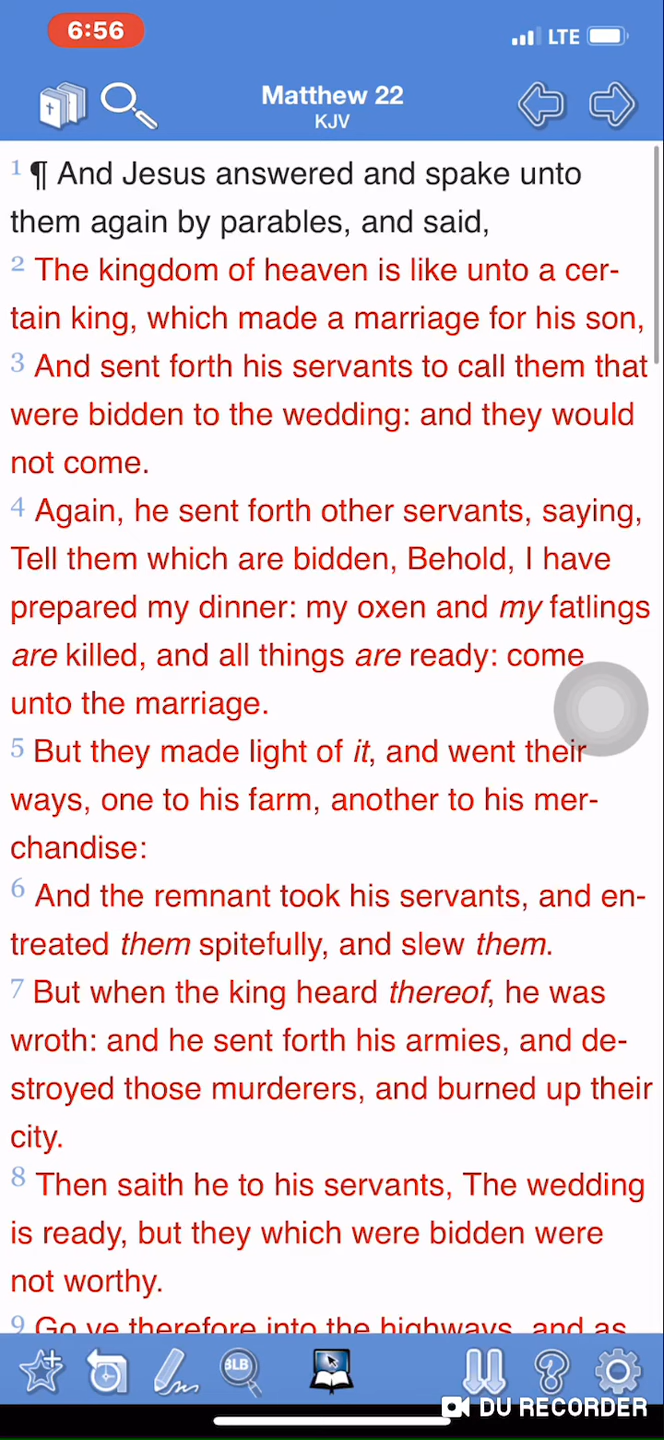 6:56
LTE
Matthew 22
KJV
1 ¶ And Jesus answered and spake unto
them again by parables, and said,
2 The kingdom of heaven is like unto a cer-
tain king, which made a marriage for his son,
3 And sent forth his servants to call them that
were bidden to the wedding: and they would
not come.
4 Again, he sent forth other servants, saying,
Tell them which are bidden, Behold, I have
prepared my dinner: my oxen and my fatlings
are killed, and all things are ready: come
unto the marriage.
5 But they made light of it, and went their
ways, one to his farm, another to his mer-
chandise:
6 And the remnant took his servants, and en-
treated them spitefully, and slew them.
7 But when the king heard thereof, he was
wroth: and he sent forth his armies, and de-
stroyed those murderers, and burned up their
city.
8 Then saith he to his servants, The wedding
is ready, but they which were bidden were
not worthy.
9 Go ye therefore into the highways, and as
BLB
DU RECORDER